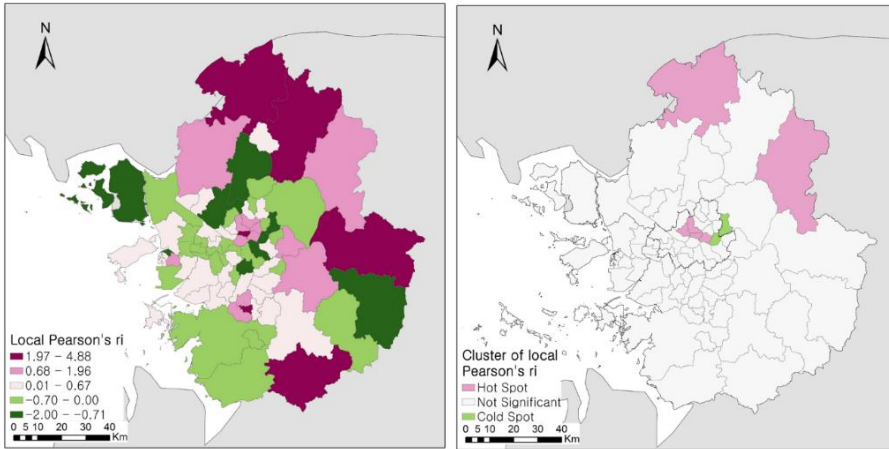 N
Local Pearson's ri
1.97 - 4.88
0.68 - 1.96
0.01 - 0.67
-0.70 - 0.00
-2.00 - -0.71
0 5 10 20 30 40
Km
N
Cluster of local
Pearson's ri
Hot Spot
Not Significant
Cold Spot
0 5 10 20 30 40
Km